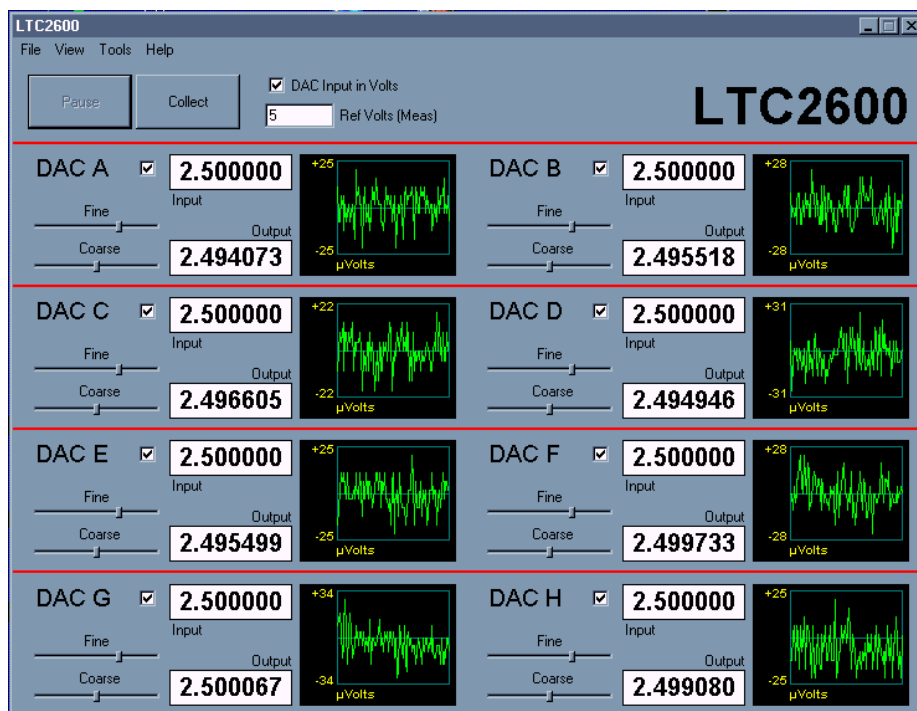 LTC2600
File View Tools Help
Pause
Collect
DAC Input in Volts
5 Ref Volts (Meas)
LTC2600
DAC A
2.500000
Input
Fine
Coarse
Output
2.494073
+25
-25
µVolts
DAC B
2.500000
Input
Fine
Coarse
Output
2.495518
+28
-28
µVolts
DAC C
2.500000
Input
Fine
Coarse
Output
2.496605
+22
-22
µVolts
DAC D
2.500000
Input
Fine
Coarse
Output
2.494946
+31
-31
µVolts
DAC E
2.500000
Input
Fine
Coarse
Output
2.495499
+25
-25
µVolts
DAC F
2.500000
Input
Fine
Coarse
Output
2.499733
+28
-28
µVolts
DAC G
2.500000
Input
Fine
Coarse
Output
2.500067
+34
-34
µVolts
DAC H
2.500000
Input
Fine
Coarse
Output
2.499080
+25
-25
µVolts